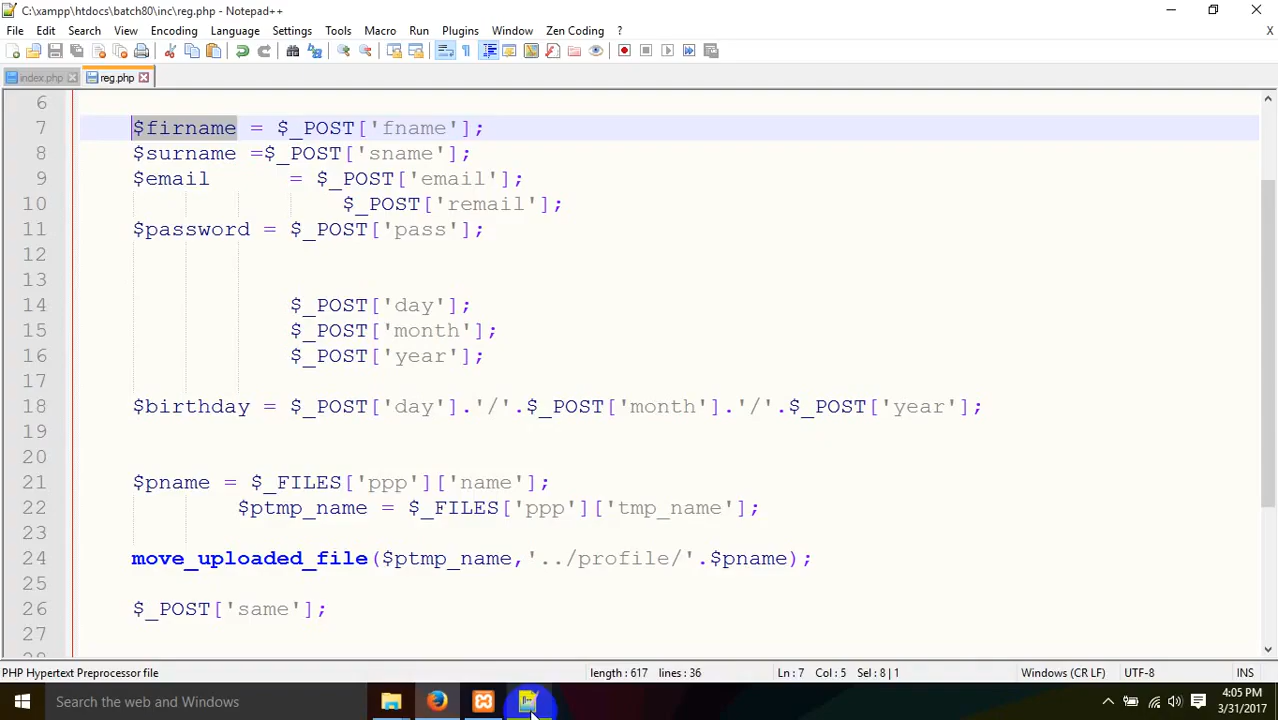 C:\xampp\htdocs\batch80\inc\reg.php - Notepad++
File Edit Search View Encoding Language Settings Macro Run Plugins Window Zen Coding ?
X
index.php reg.php
6
7 $firname = $_POST['fname'];
8 $surname =$_POST['sname'];
9 $email = $_POST['email'];
10 $_POST['remail'];
11 $password = $_POST['pass'];
12
13
14 $_POST['day'];
15 $_POST['month'];
16 $_POST['year'];
17
18 $birthday = $_POST['day'].'/'.$_POST['month'].'/'.$_POST['year'];
19
20
21 $pname = $_FILES['ppp']['name'];
22 $ptmp_name = $_FILES['ppp']['tmp_name'];
23
24 move_uploaded_file($ptmp_name,'../profile/'.$pname);
25
26 $_POST['same'];
27
PHP Hypertext Preprocessor file length : 617 lines : 36 Ln : 7 Col : 5 Sel : 8 | 1 Windows (CR LF) UTF-8 INS
Search the web and Windows
4:05 PM
3/31/2017